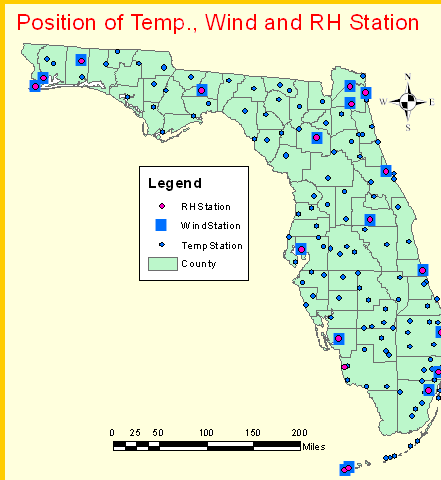 Position of Temp., Wind and RH Station
N
W E
S
Legend
RHStation
WindStation
TempStation
County
0 25 50 100 150 200
Miles